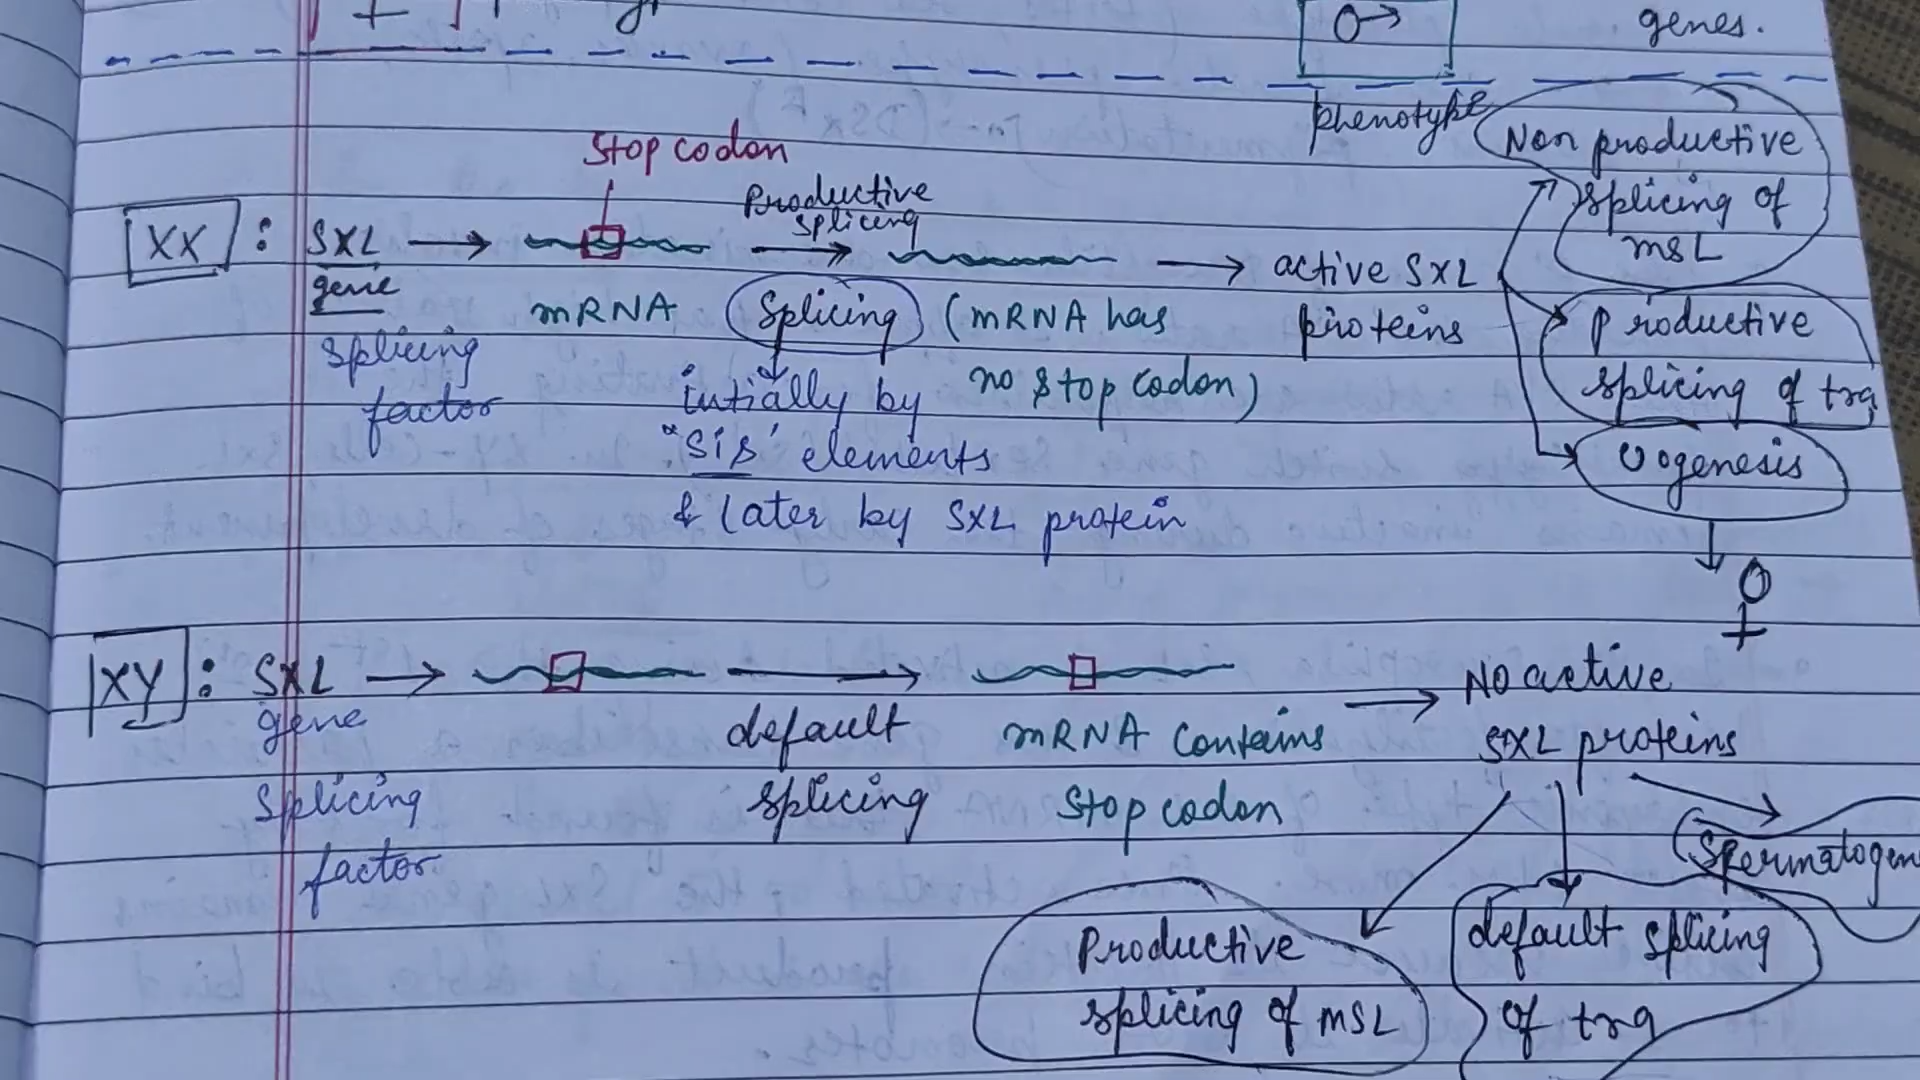 genes.
phenotype
Stop codon
Non productive
splicing of
msL
XX : SXL → Productive splicing → active SXL
gene
mRNA Splicing (mRNA has proteins
Productive
splicing
factor
intially by no stop codon)
splicing of tra
"SIS" elements
Oogenesis
& later by SXL protein
♀
XY : SXL → → → No active
gene default mRNA contains SXL proteins
Splicing splicing Stop codon
factor
Spermatogen
Productive default splicing
splicing of MSL of tra